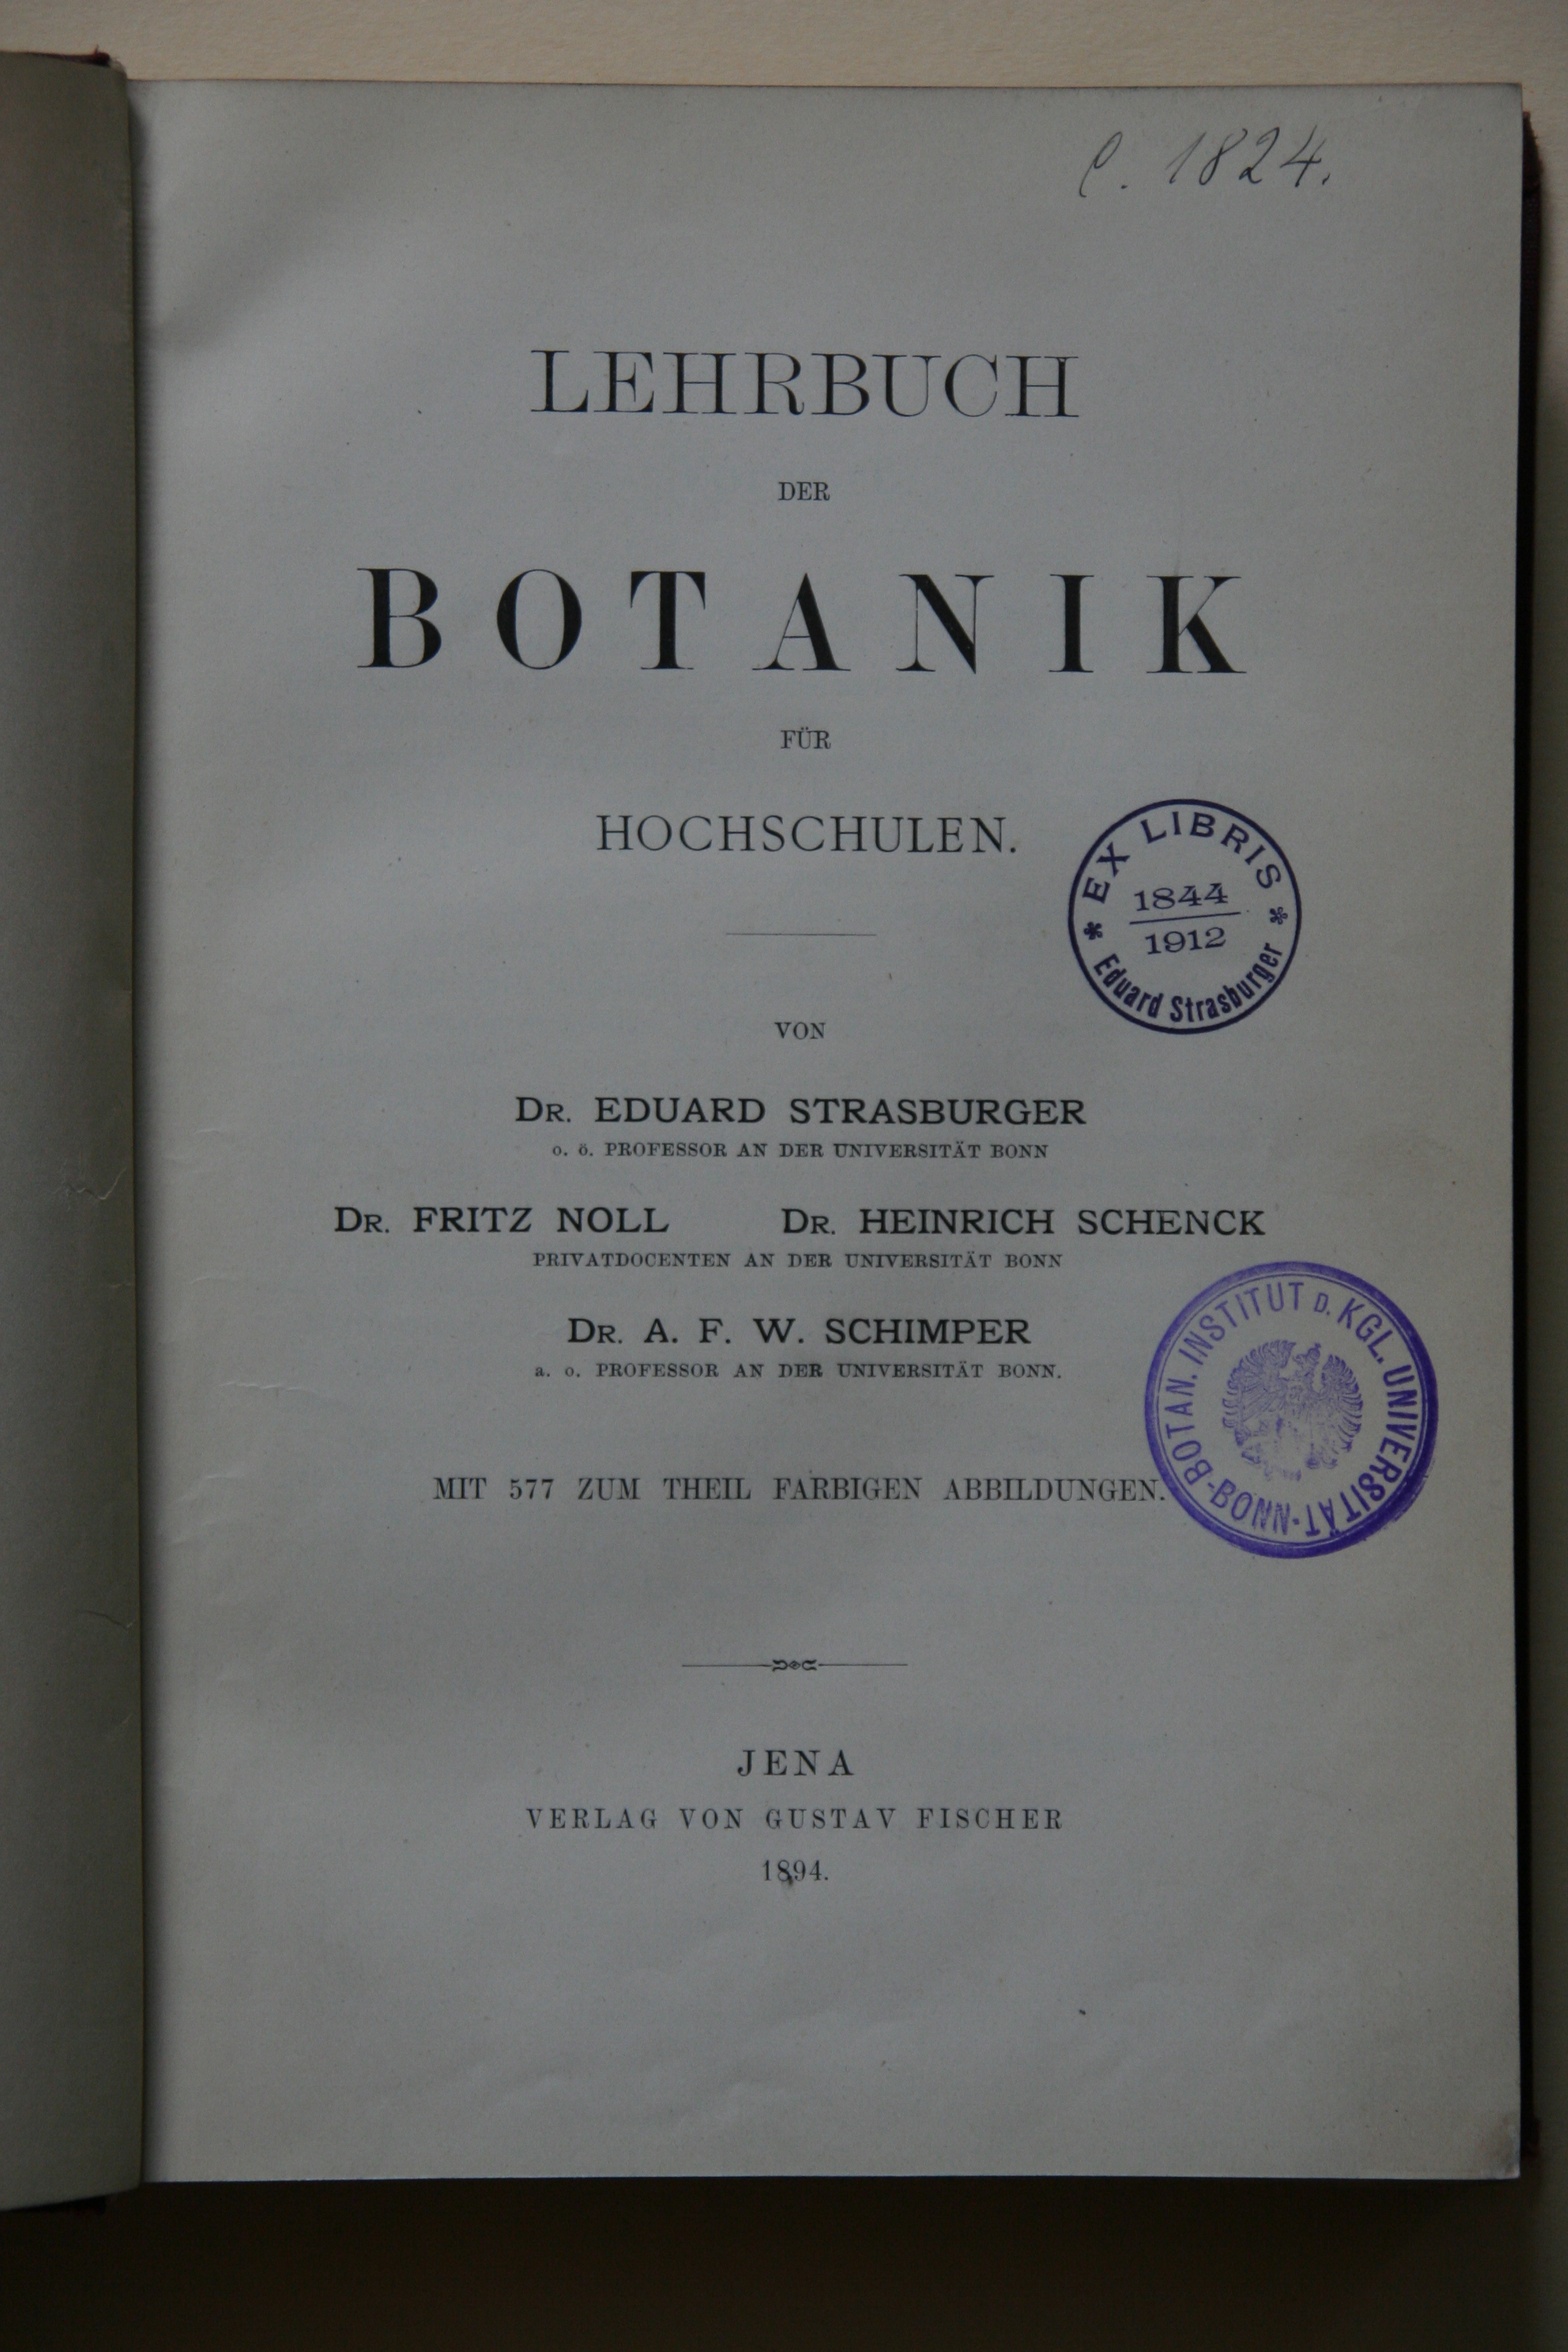 C. 1824.
LEHRBUCH
DER
BOTANIK
FÜR
HOCHSCHULEN.
EX LIBRIS
1844
1912
Eduard Strasburger
VON
DR. EDUARD STRASBURGER
o. ö. PROFESSOR AN DER UNIVERSITÄT BONN
DR. FRITZ NOLL DR. HEINRICH SCHENCK
PRIVATDOCENTEN AN DER UNIVERSITÄT BONN
DR. A. F. W. SCHIMPER
a. o. PROFESSOR AN DER UNIVERSITÄT BONN.
BOTAN. INSTITUT D. KGL. UNIVERSITÄT-BONN-
MIT 577 ZUM THEIL FARBIGEN ABBILDUNGEN.
JENA
VERLAG VON GUSTAV FISCHER
1894.